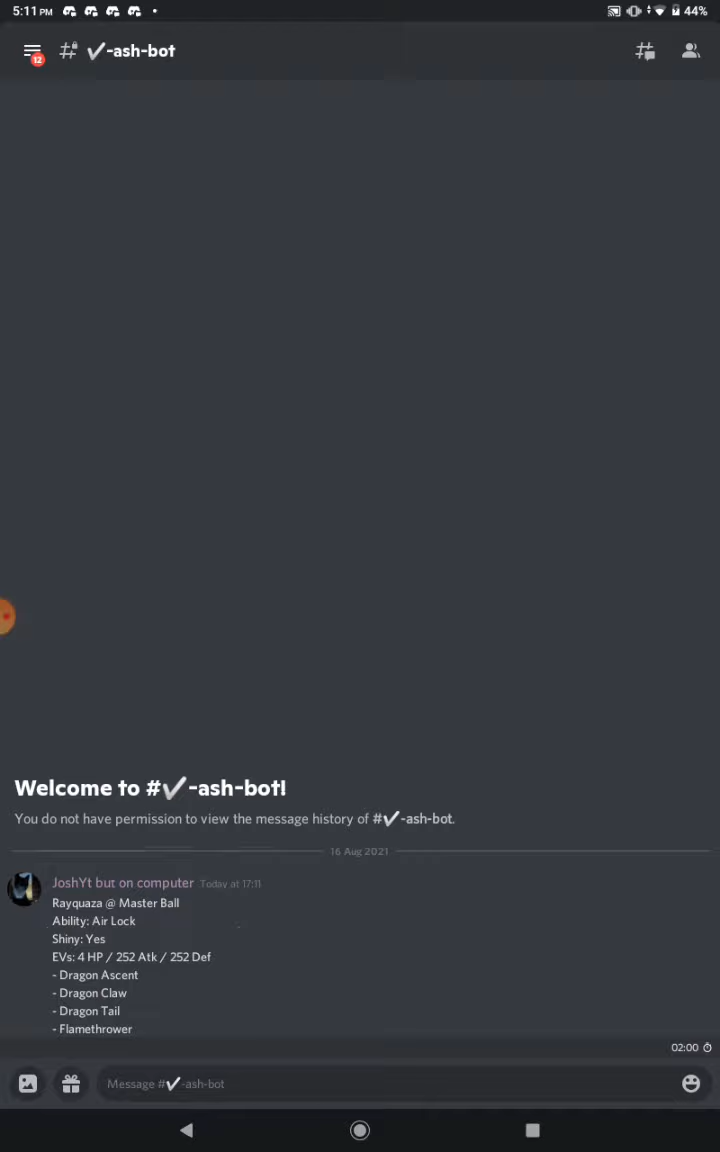 5:11 PM 44%
12 ✔️-ash-bot
Welcome to #✔️-ash-bot!
You do not have permission to view the message history of #✔️-ash-bot.
16 Aug 2021
JoshYt but on computer Today at 17:11
Rayquaza @ Master Ball
Ability: Air Lock
Shiny: Yes
EVs: 4 HP / 252 Atk / 252 Def
- Dragon Ascent
- Dragon Claw
- Dragon Tail
- Flamethrower
02:00
Message #✔️-ash-bot